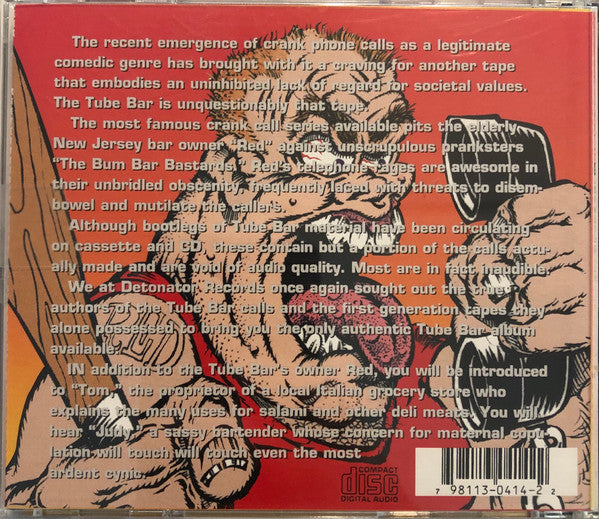 The recent emergence of crank phone calls as a legitimate
comedic genre has brought with it a craving for another tape
that embodies an uninhibited lack of regard for societal values.
The Tube Bar is unquestionably that tape.
The most famous crank call series available pits the elderly
New Jersey bar owner "Red" against unscrupulous pranksters
"The Bum Bar Bastards." Red's telephone rages are awesome in
their unbridled obscenity, frequently laced with threats to disem-
bowel and mutilate the callers.
Although bootlegs of Tube Bar material have been circulating
on cassette and CD, these contain but a portion of the calls actu-
ally made and are void of audio quality. Most are in fact inaudible.
We at Detonator Records once again sought out the true
authors of the Tube Bar calls and the first generation tapes they
alone possessed to bring you the only authentic Tube Bar album
available.
IN addition to the Tube Bar's owner Red, you will be introduced
to "Tom," the proprietor of a local Italian grocery store who
explains the many uses for salami and other deli meats. You will
hear "Judy" a sassy bartender whose concern for maternal copu-
lation will touch will touch even the most
ardent cynic.
RED
COMPACT
disc
DIGITAL AUDIO
7 98113-0414-2 2